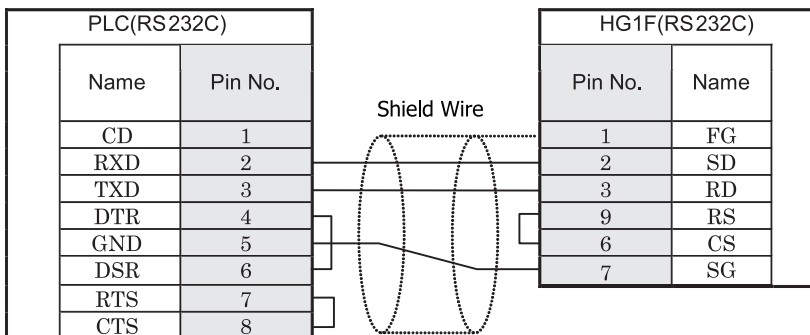 PLC(RS232C) HG1F(RS232C)
Name Pin No. Pin No. Name
Shield Wire
CD 1 1 FG
RXD 2 2 SD
TXD 3 3 RD
DTR 4 9 RS
GND 5 6 CS
DSR 6 7 SG
RTS 7
CTS 8